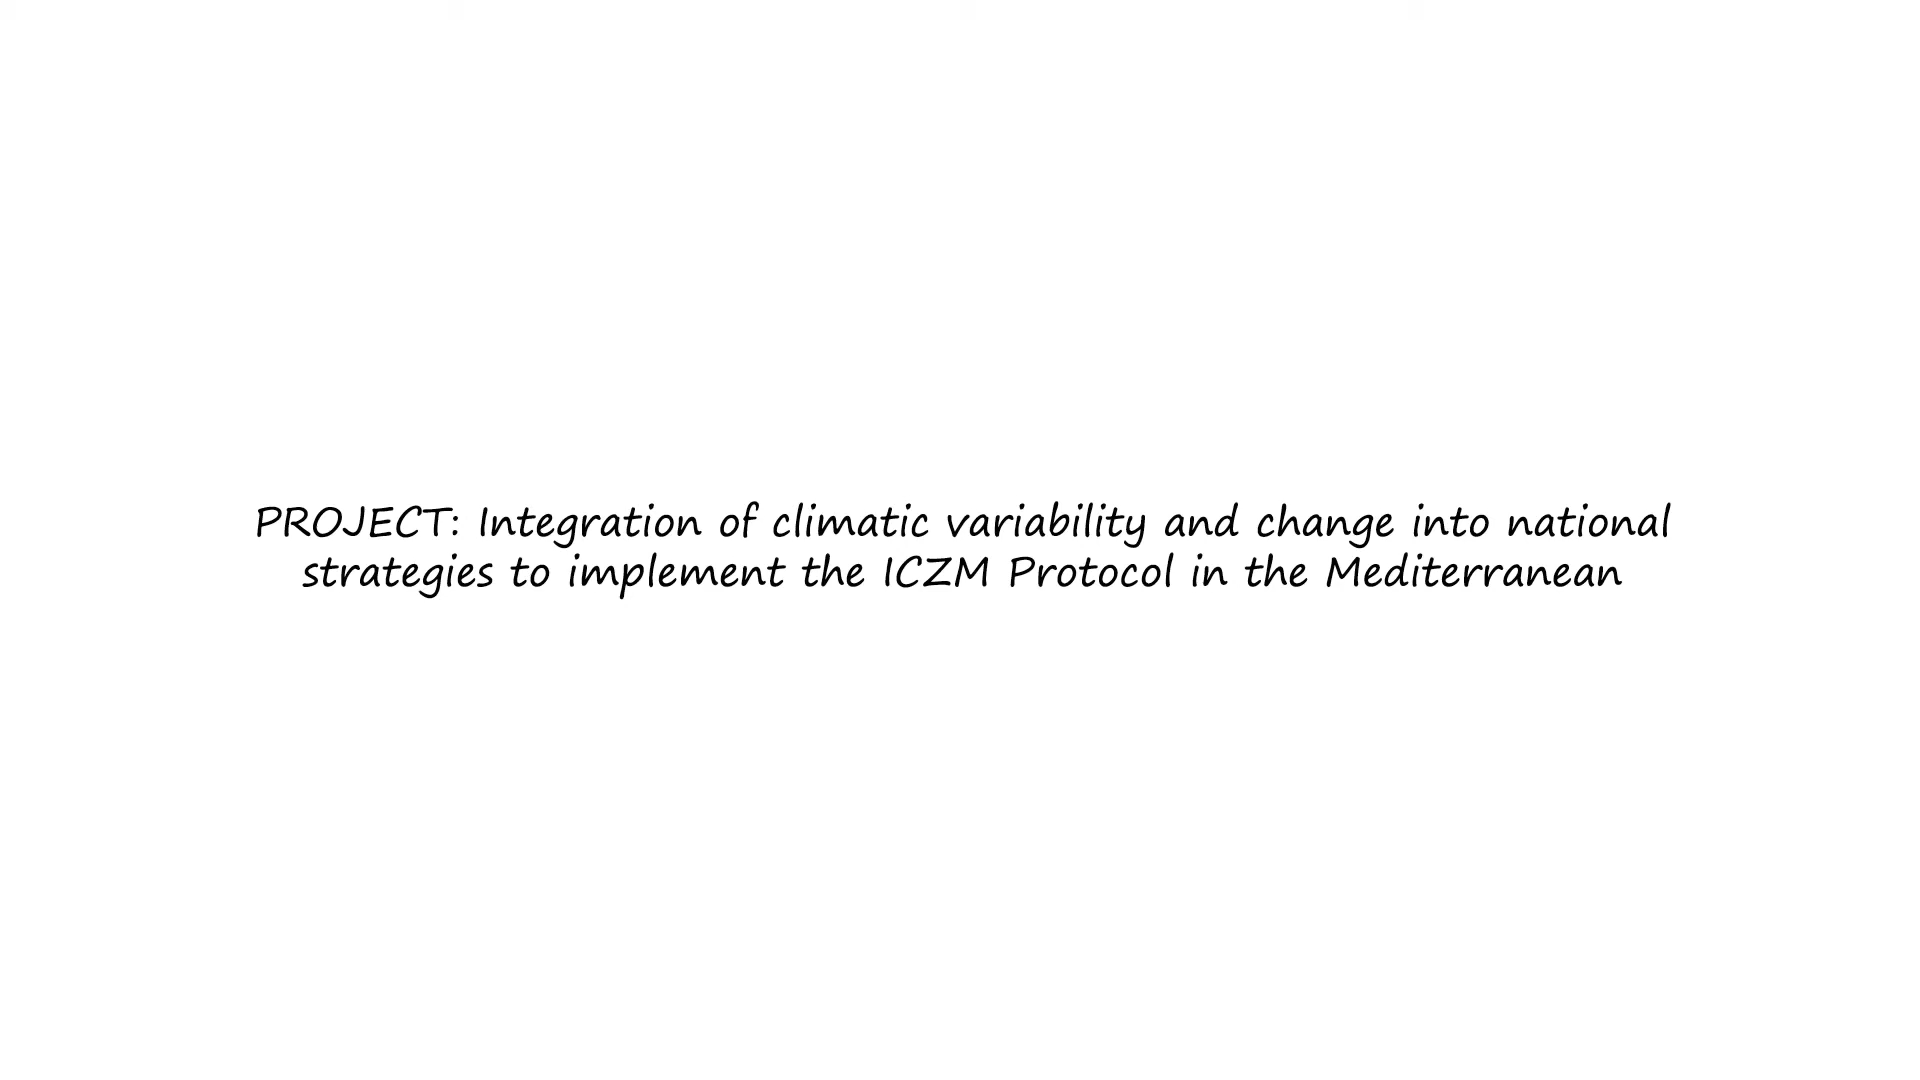 PROJECT: Integration of climatic variability and change into national
strategies to implement the ICZM Protocol in the Mediterranean